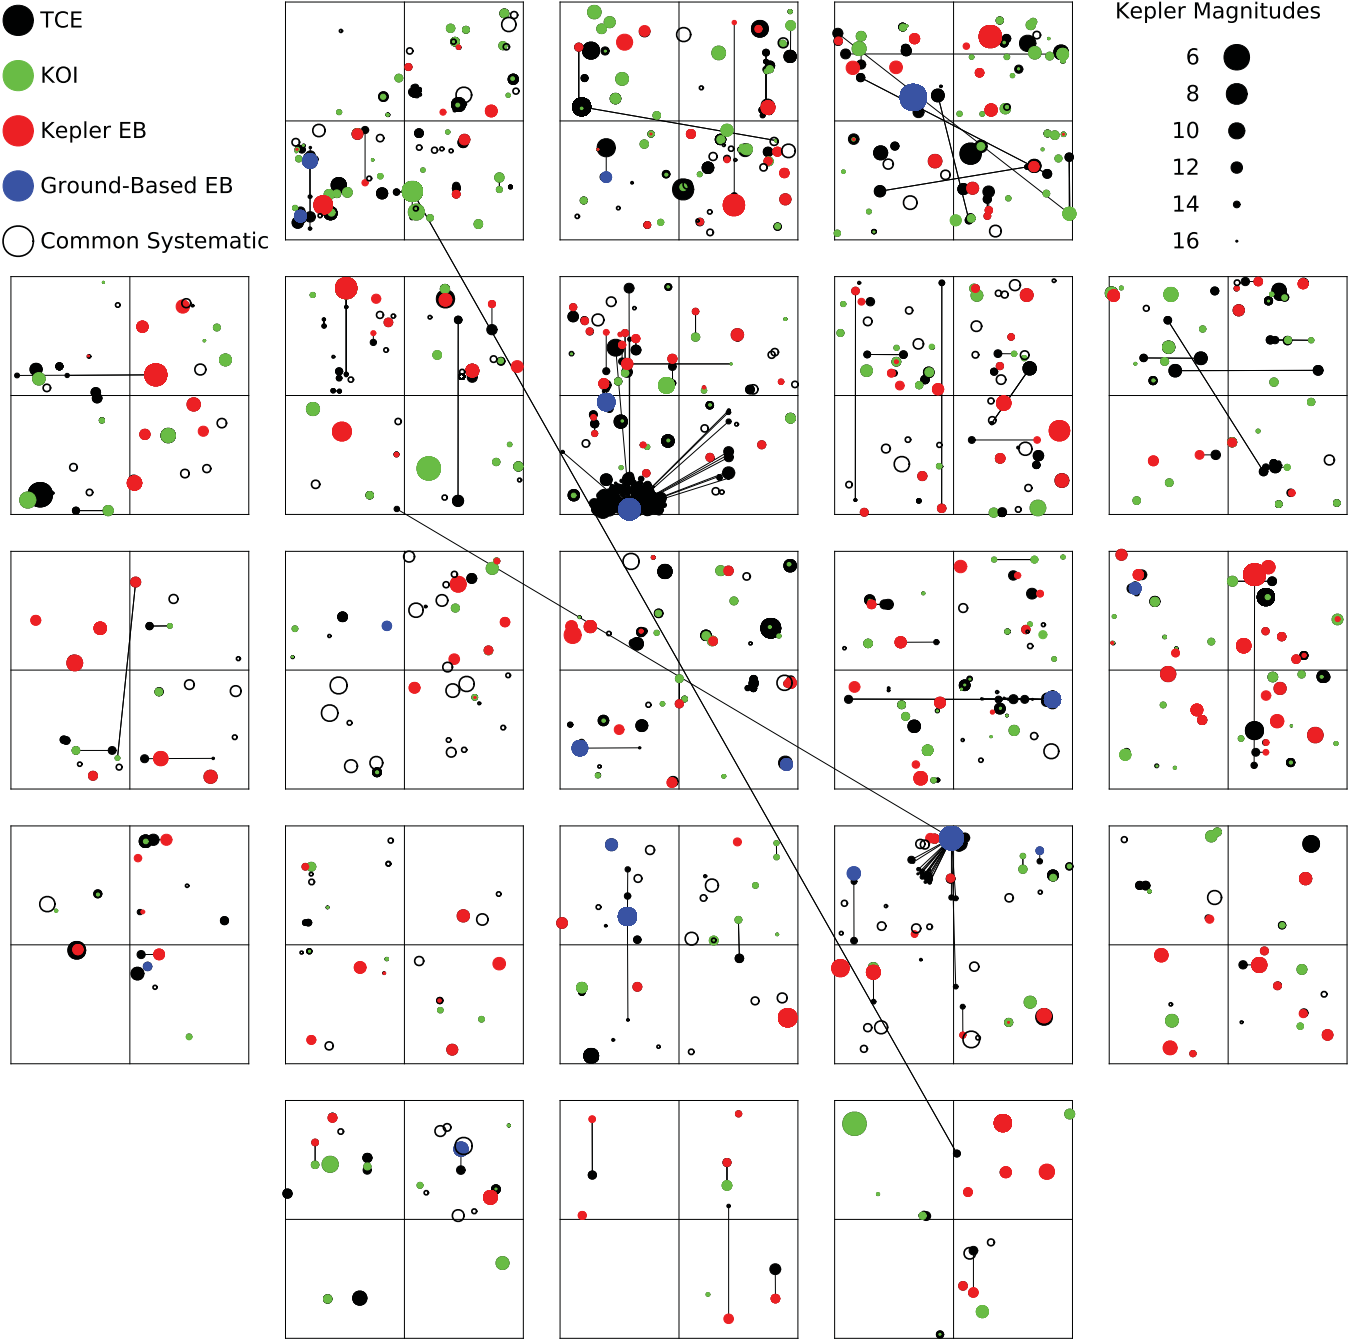 TCE
KOI
Kepler EB
Ground-Based EB
Common Systematic
Kepler Magnitudes
6
8
10
12
14
16